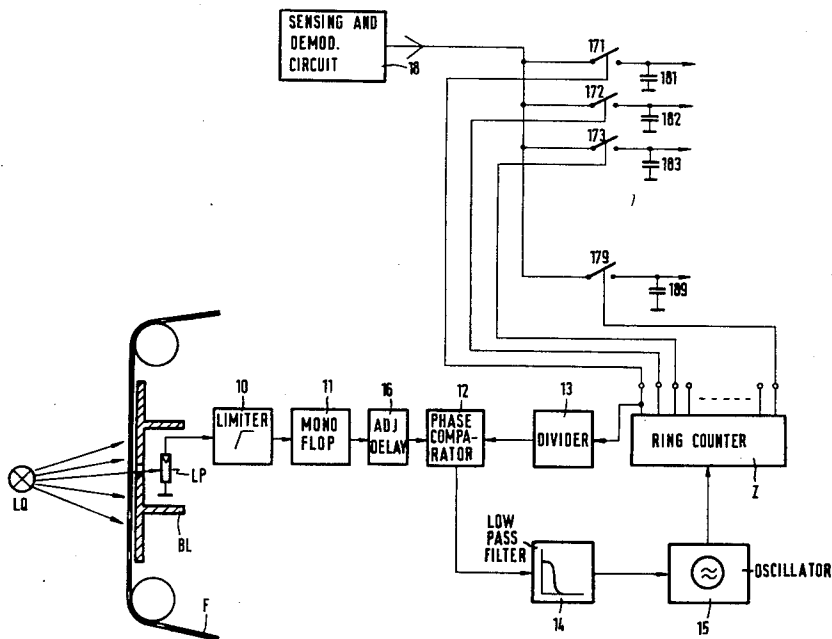 SENSING AND
DEMOD.
CIRCUIT
18
171
181
172
182
173
183
179
189
10
11
16
12
13
LIMITER
MONO
FLOP
ADJ
DELAY
PHASE
COMPA-
RATOR
DIVIDER
RING COUNTER
Z
LQ
LP
BL
F
LOW
PASS
FILTER
14
OSCILLATOR
15